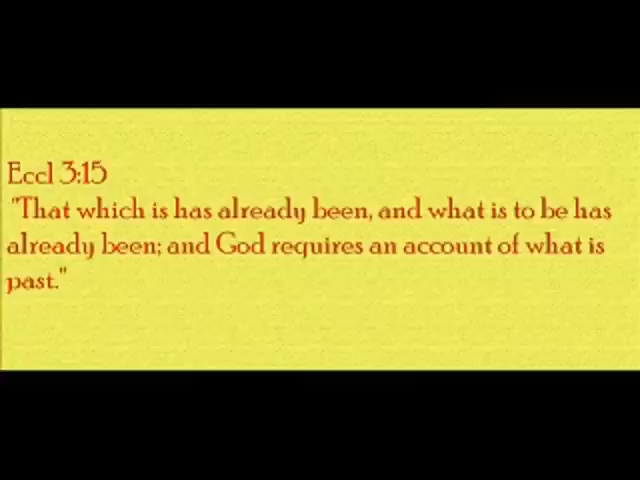 Eccl 3:15
"That which is has already been, and what is to be has
already been; and God requires an account of what is
past."